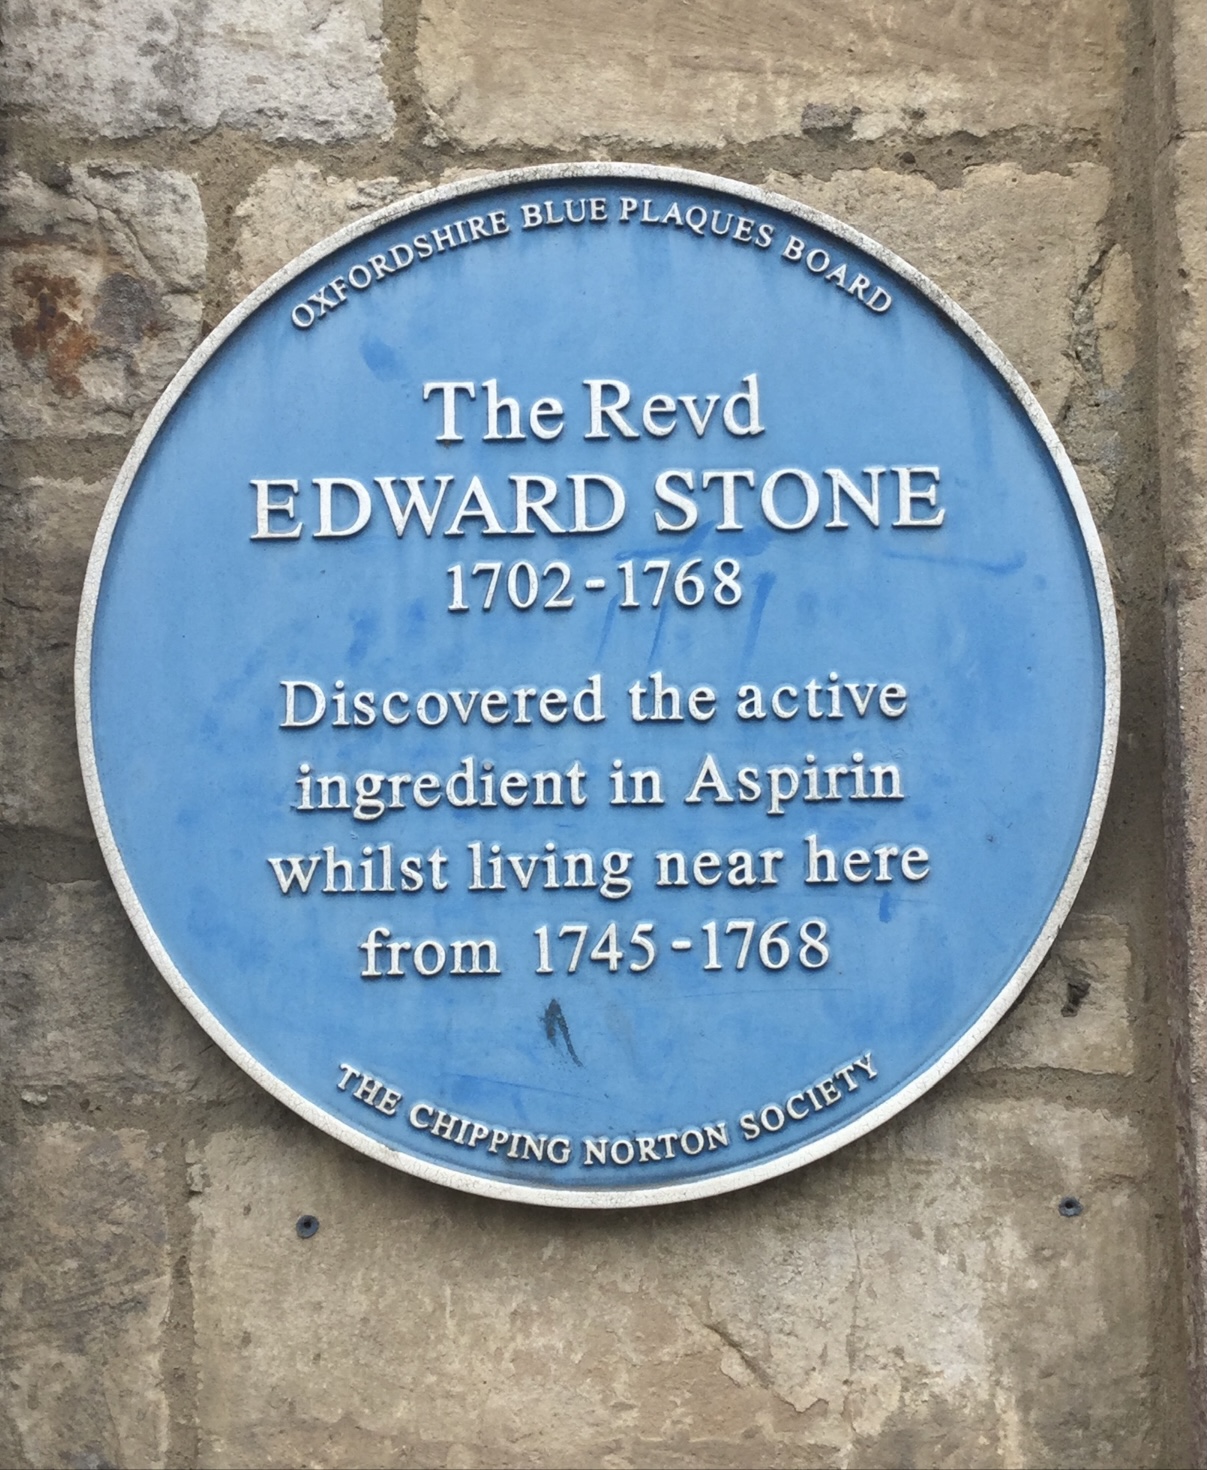 OXFORDSHIRE BLUE PLAQUES BOARD
The Revd
EDWARD STONE
1702-1768
Discovered the active
ingredient in Aspirin
whilst living near here
from 1745-1768
THE CHIPPING NORTON SOCIETY